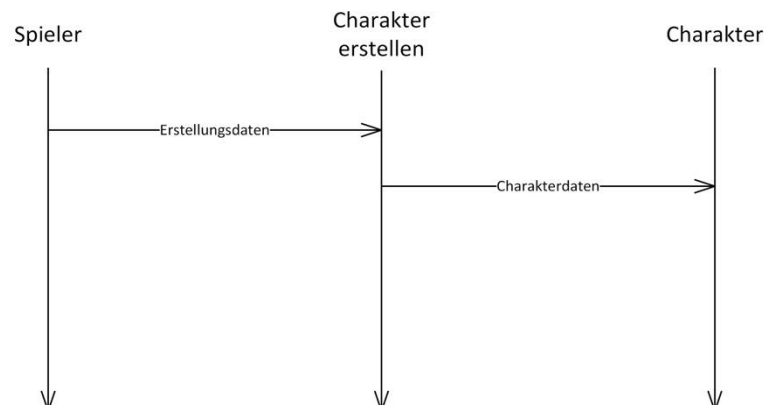 Spieler
Charakter
erstellen
Charakter
Erstellungsdaten
Charakterdaten